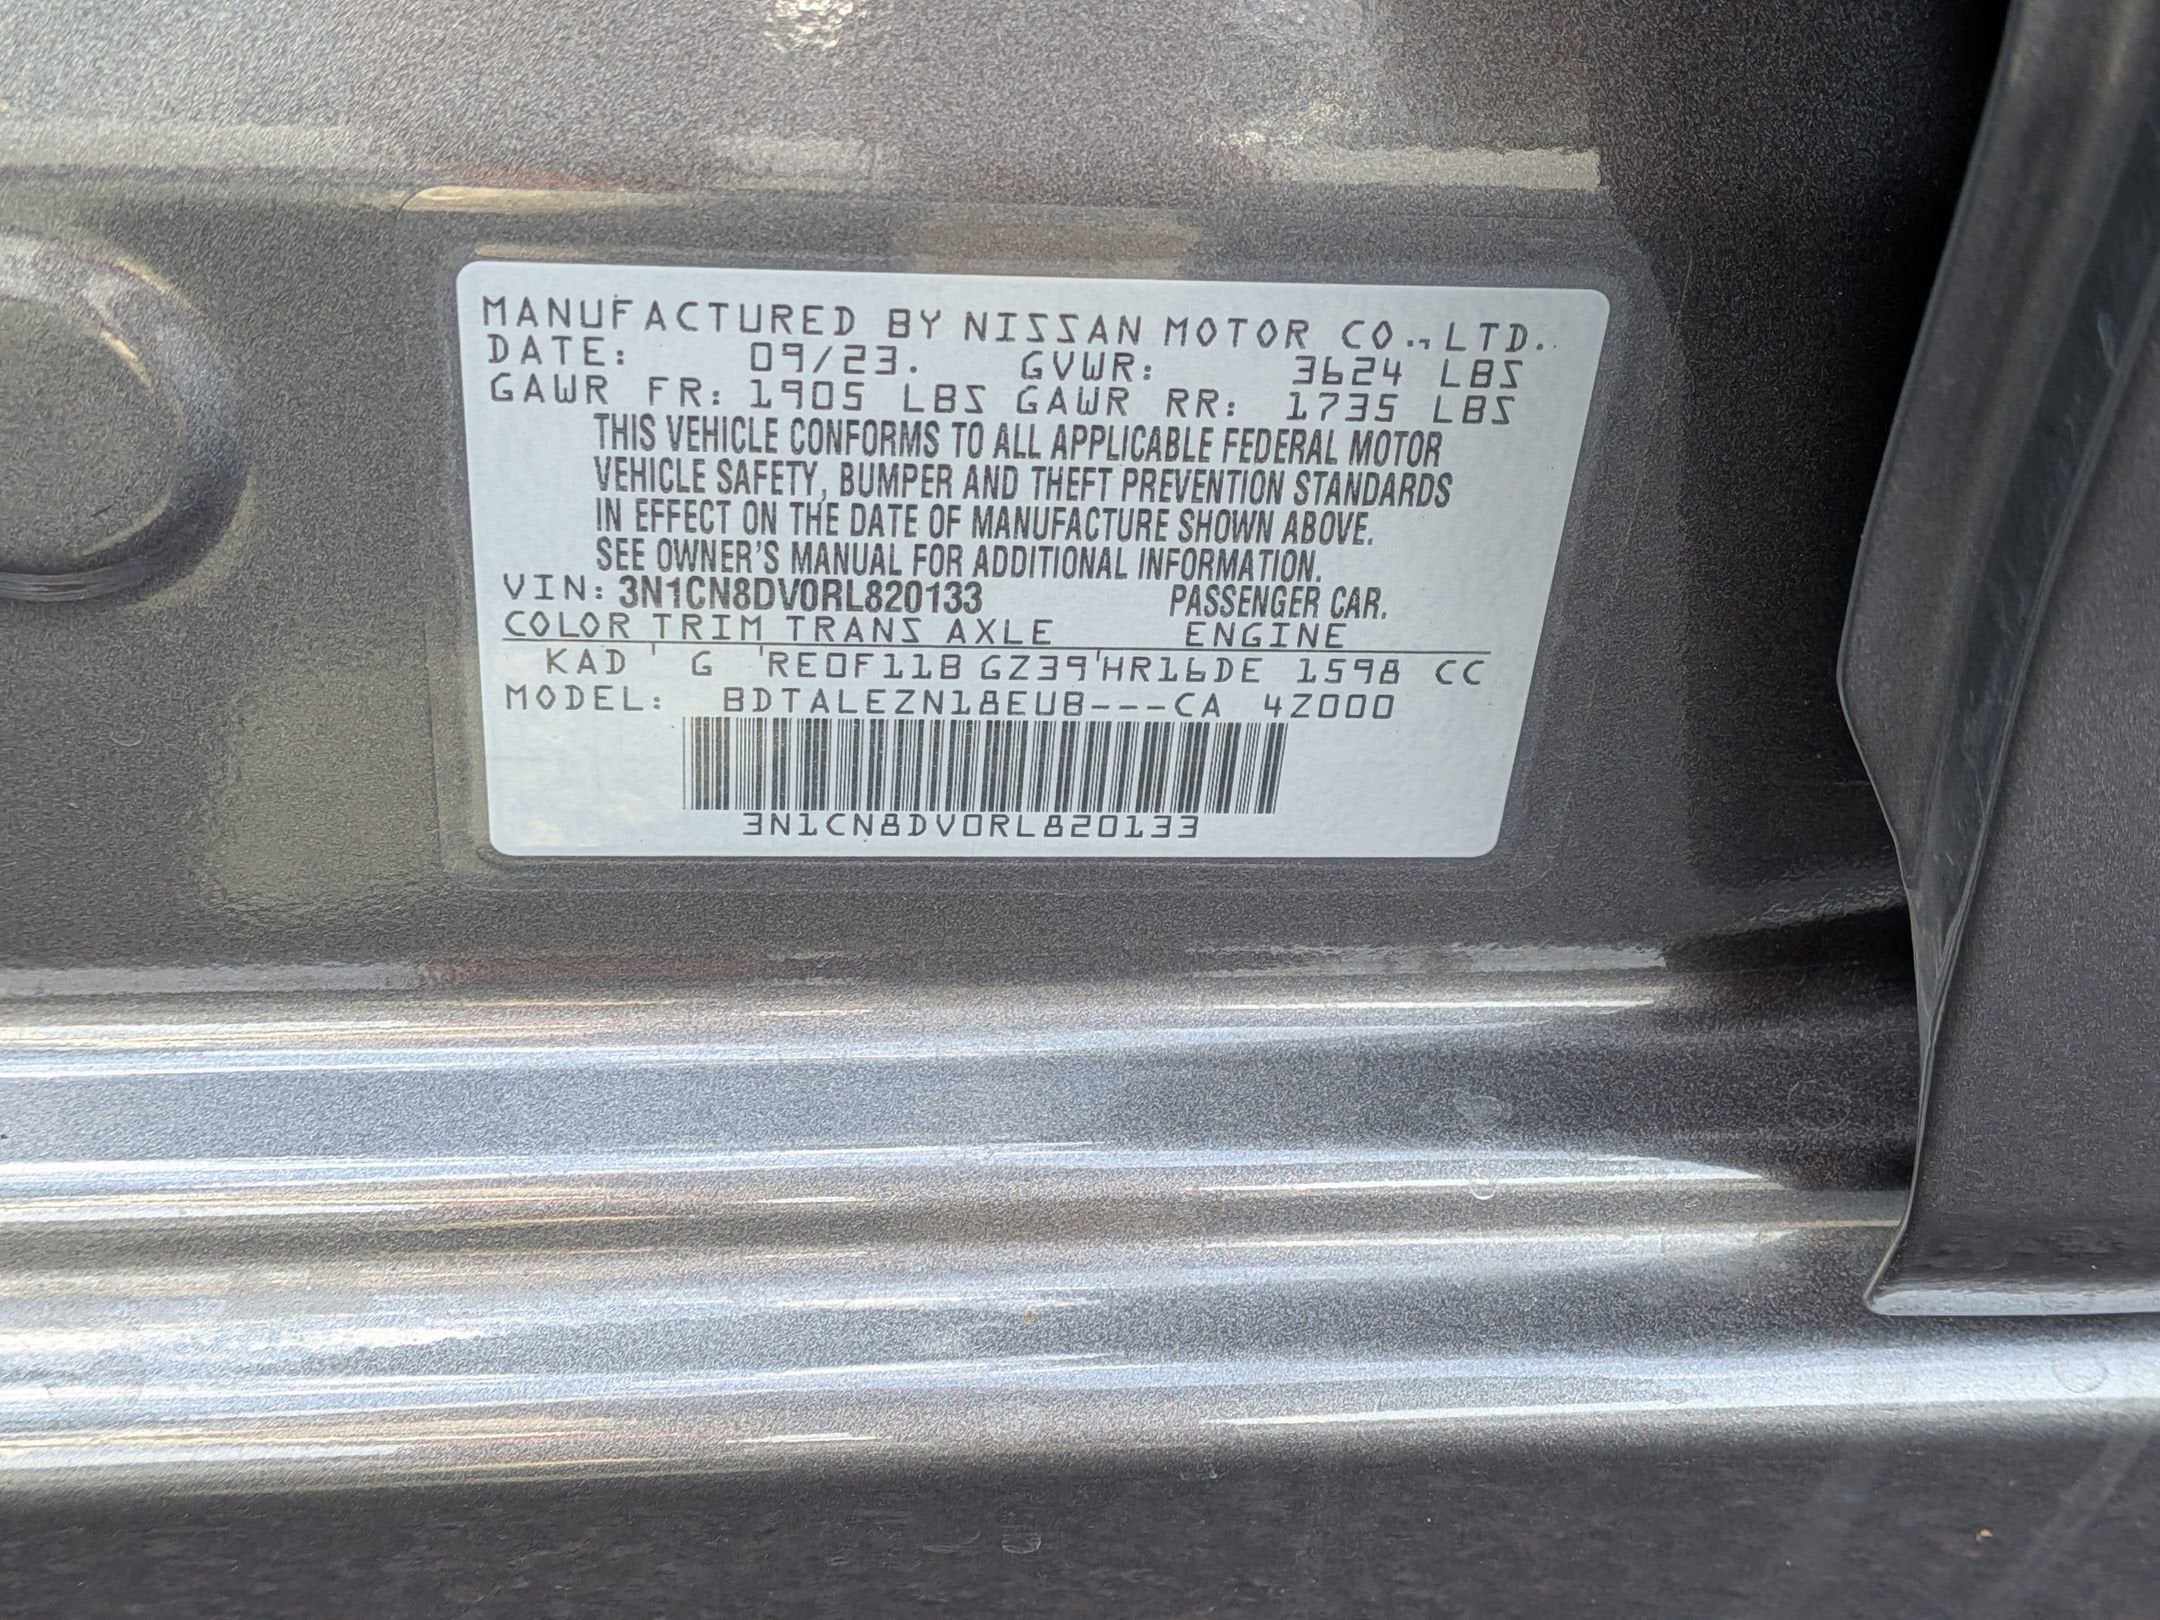 MANUFACTURED BY NISSAN MOTOR CO., LTD.
DATE: 09/23. GVWR: 3624 LBS
GAWR FR: 1905 LBS GAWR RR: 1735 LBS
THIS VEHICLE CONFORMS TO ALL APPLICABLE FEDERAL MOTOR
VEHICLE SAFETY, BUMPER AND THEFT PREVENTION STANDARDS
IN EFFECT ON THE DATE OF MANUFACTURE SHOWN ABOVE.
SEE OWNER'S MANUAL FOR ADDITIONAL INFORMATION.
VIN: 3N1CN8DV0RL820133 PASSENGER CAR.
COLOR TRIM TRANS AXLE ENGINE
KAD G RE0F11B GZ39 HR16DE 1598 CC
MODEL: BDTALEZN18EUB---CA 4Z000
3N1CN8DV0RL820133